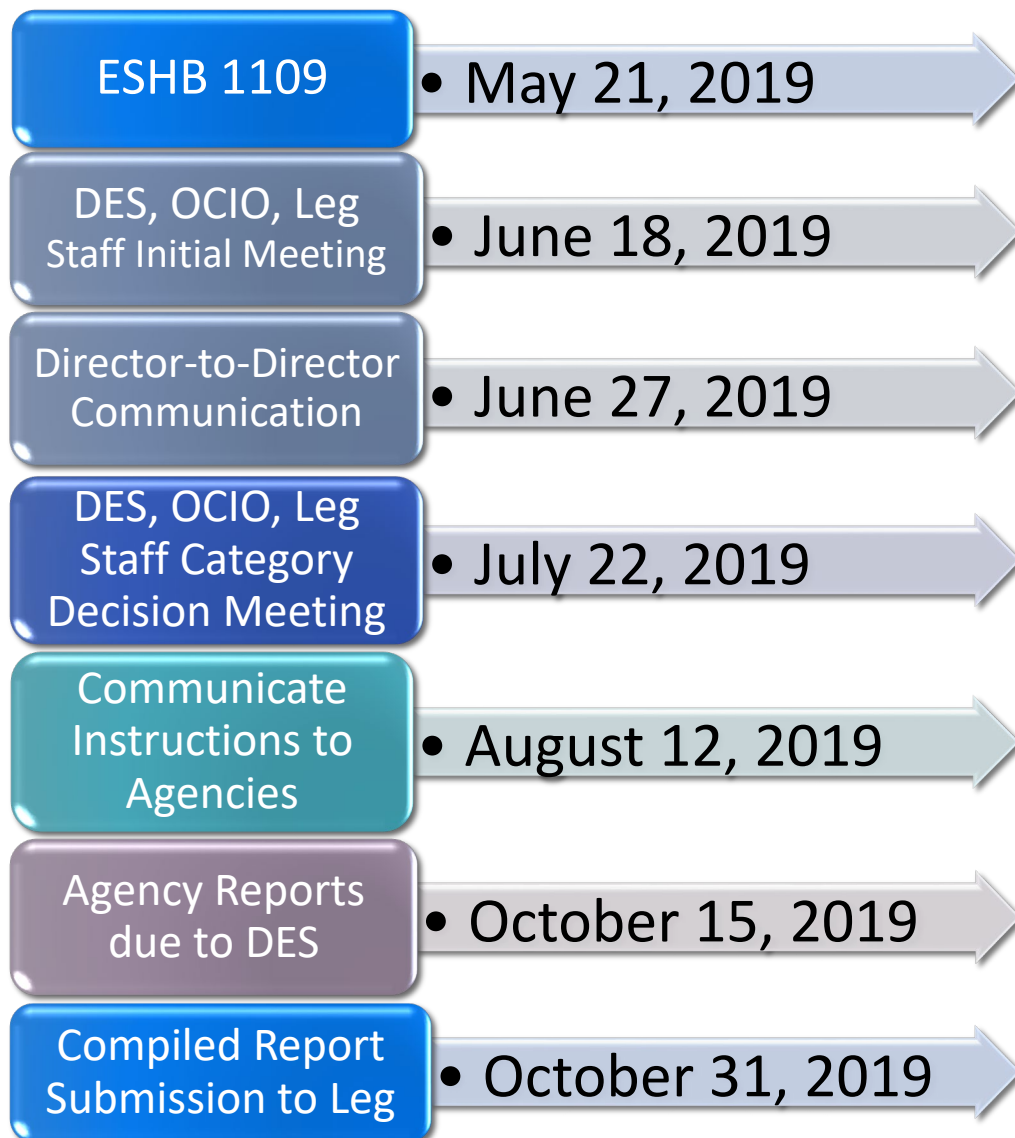 ESHB 1109
• May 21, 2019
DES, OCIO, Leg
Staff Initial Meeting
• June 18, 2019
Director-to-Director
Communication
• June 27, 2019
DES, OCIO, Leg
Staff Category
Decision Meeting
• July 22, 2019
Communicate
Instructions to
Agencies
• August 12, 2019
Agency Reports
due to DES
• October 15, 2019
Compiled Report
Submission to Leg
• October 31, 2019